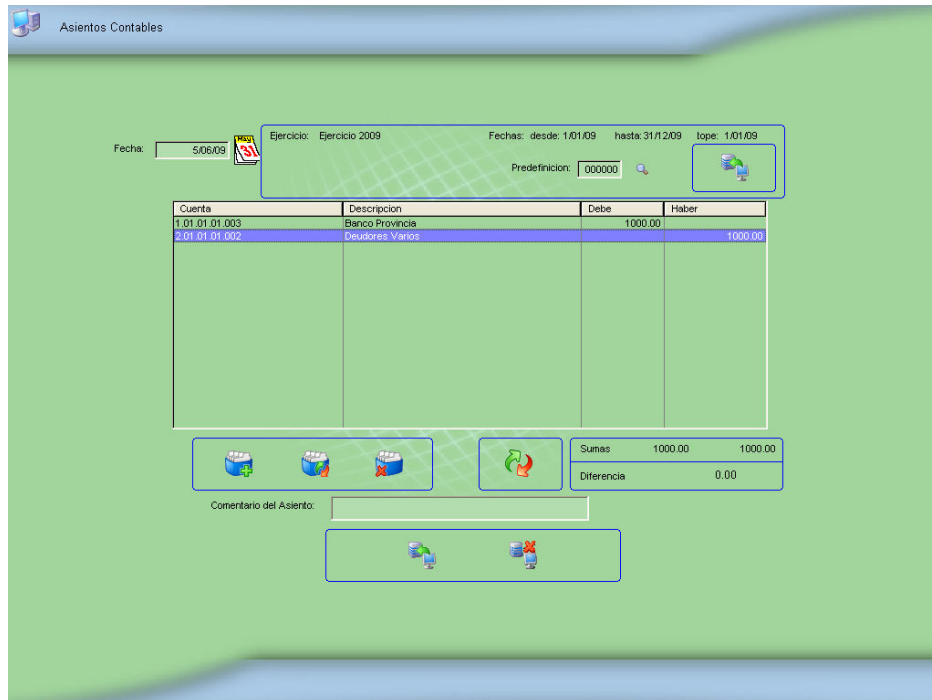 Asientos Contables
Ejercicio: Ejercicio 2009 Fechas: desde: 1/01/09 hasta: 31/12/09 tope: 1/01/09
Fecha: 5/06/09
May
31
Predefinicion: 000000
Cuenta Descripcion Debe Haber
1.01.01.01.003 Banco Provincia 1000.00
2.01.01.01.002 Deudores Varios 1000.00
Sumas 1000.00 1000.00
Diferencia 0.00
Comentario del Asiento: